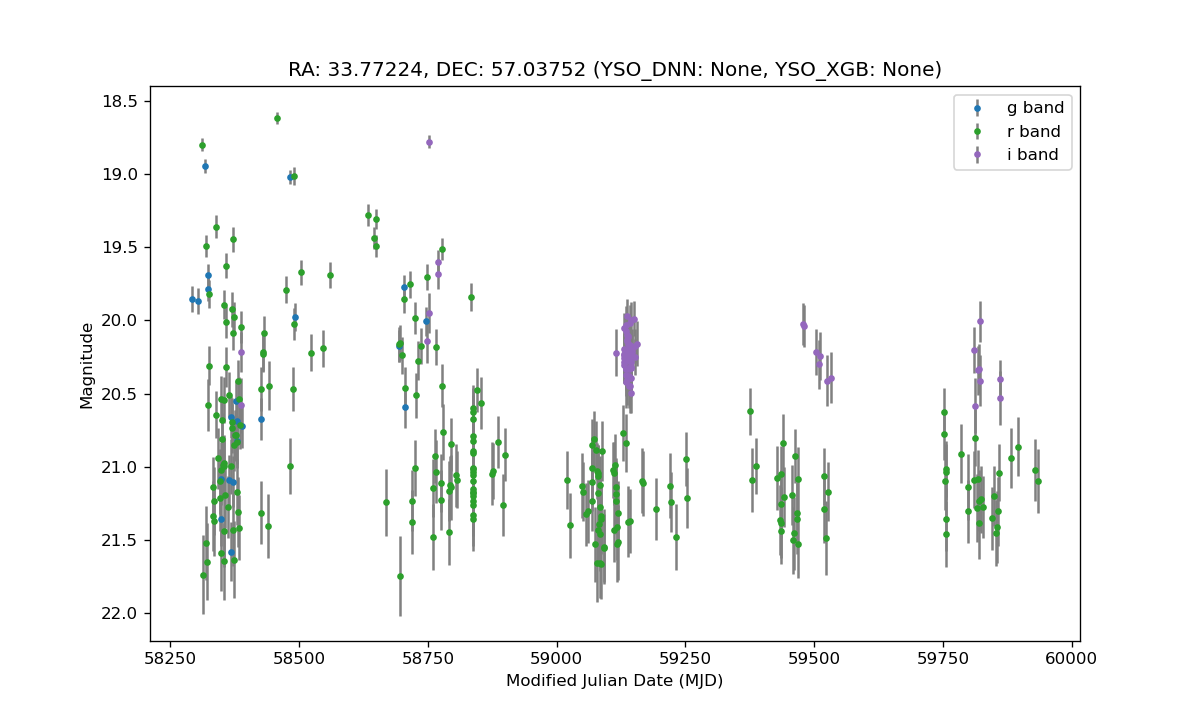 RA: 33.77224, DEC: 57.03752 (YSO_DNN: None, YSO_XGB: None)
g band
r band
i band
18.5
19.0
19.5
20.0
20.5
21.0
21.5
22.0
Magnitude
58250 58500 58750 59000 59250 59500 59750 60000
Modified Julian Date (MJD)